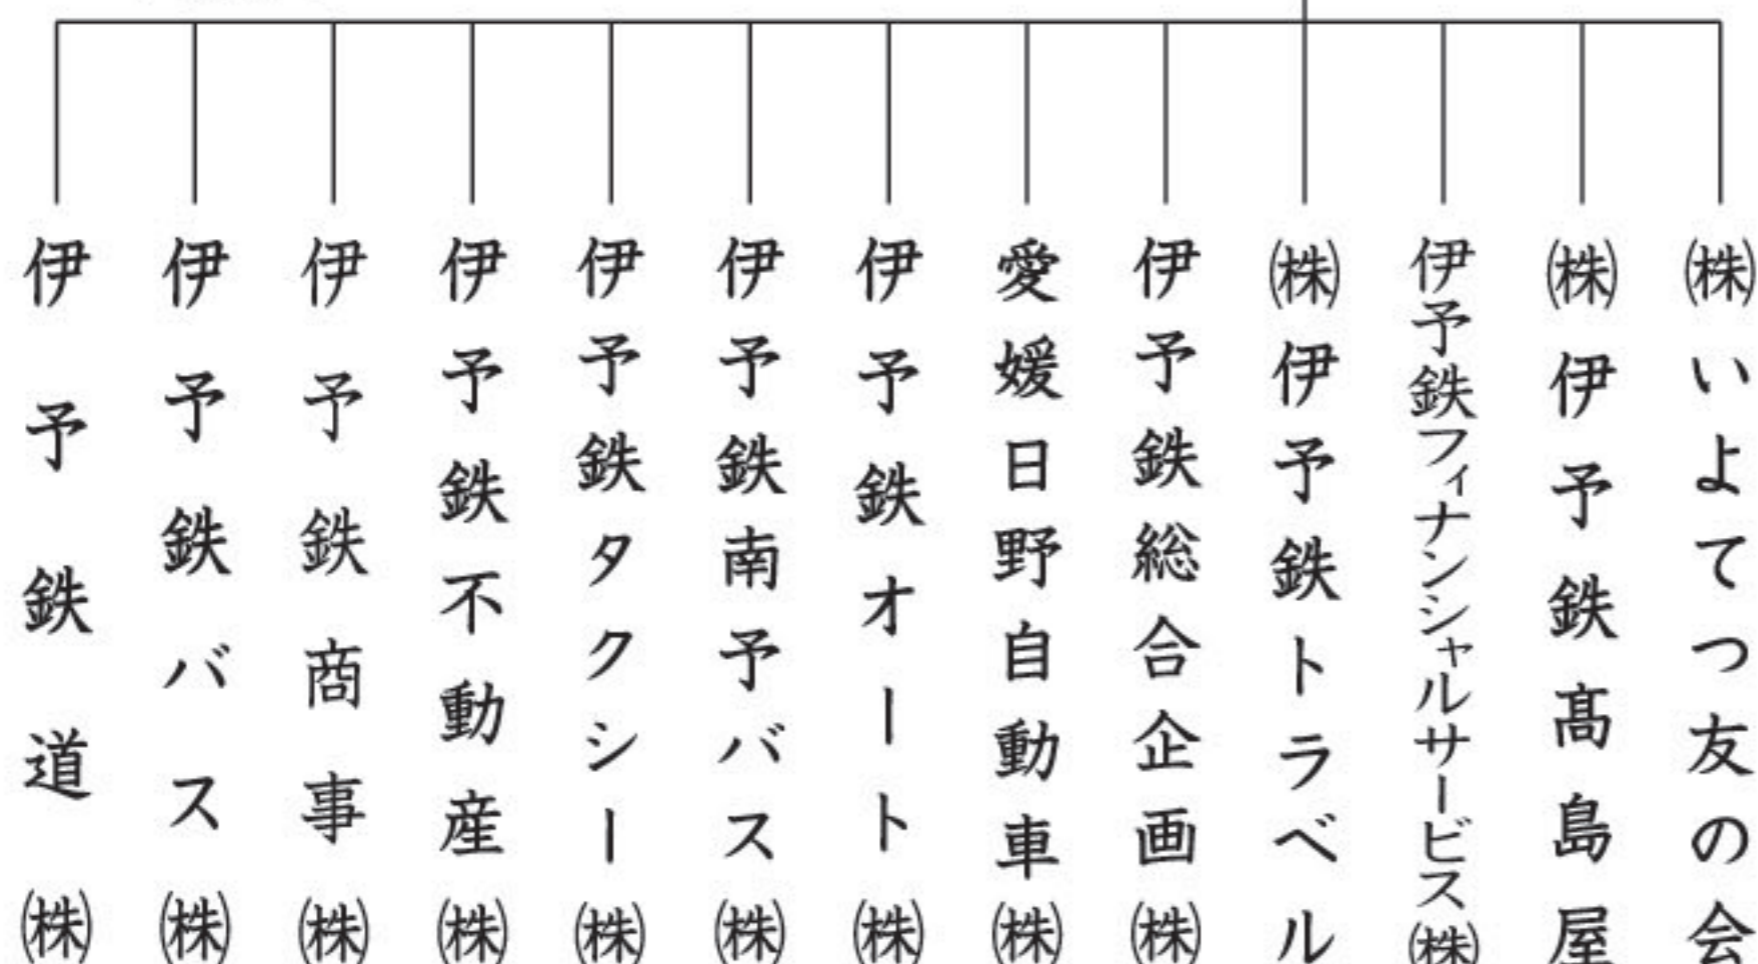 ㈱いよてつ友の会
㈱伊予鉄髙島屋
伊予鉄フィナンシャルサービス㈱
㈱伊予鉄トラベル
伊予鉄総合企画㈱
愛媛日野自動車㈱
伊予鉄オート㈱
伊予鉄南予バス㈱
伊予鉄タクシー㈱
伊予鉄不動産㈱
伊予鉄商事㈱
伊予鉄バス㈱
伊予鉄道㈱